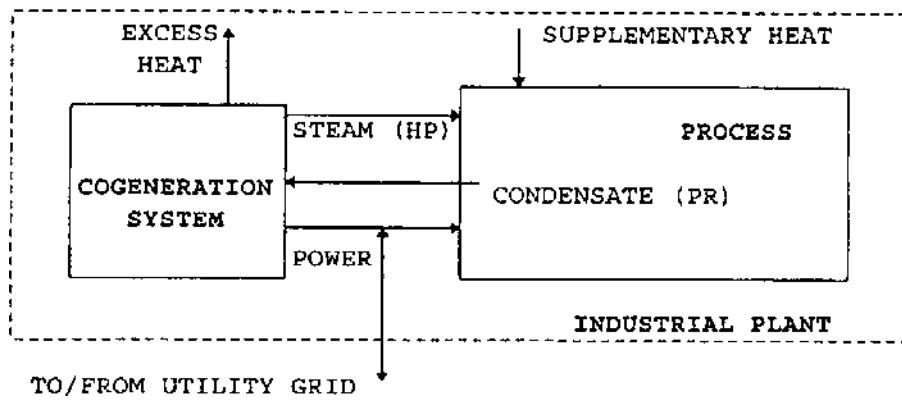 EXCESS
HEAT
SUPPLEMENTARY HEAT
STEAM (HP)
PROCESS
COGENERATION
SYSTEM
CONDENSATE (PR)
POWER
INDUSTRIAL PLANT
TO/FROM UTILITY GRID